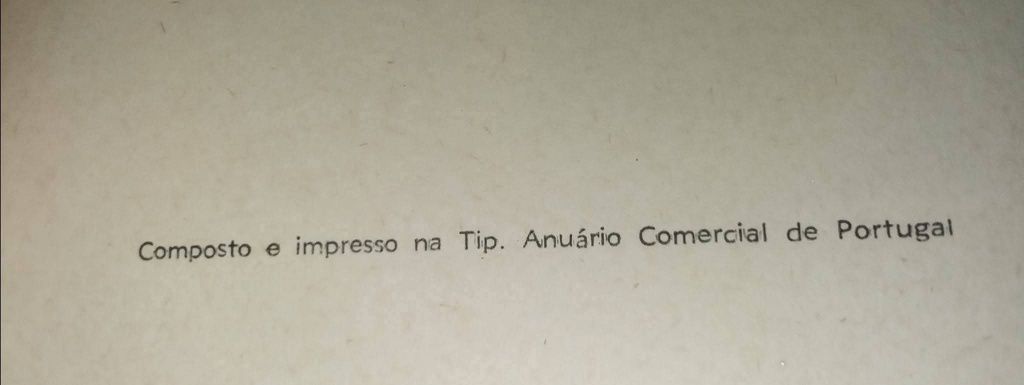 Composto e impresso na Tip. Anuário Comercial de Portugal